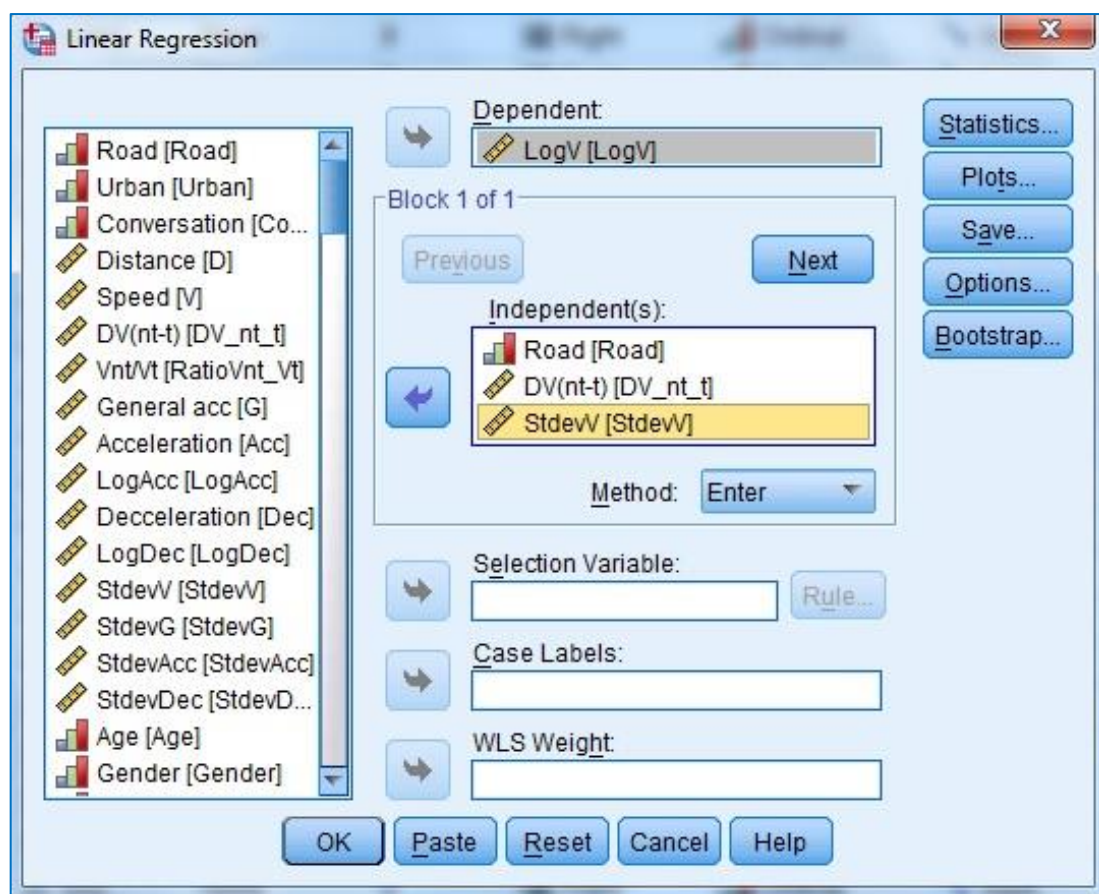 Linear Regression
Road [Road]
Urban [Urban]
Conversation [Co...
Distance [D]
Speed [V]
DV(nt-t) [DV_nt_t]
Vnt/Vt [RatioVnt_Vt]
General acc [G]
Acceleration [Acc]
LogAcc [LogAcc]
Decceleration [Dec]
LogDec [LogDec]
StdevV [StdevV]
StdevG [StdevG]
StdevAcc [StdevAcc]
StdevDec [StdevD...
Age [Age]
Gender [Gender]
Dependent:
LogV [LogV]
Block 1 of 1
Previous
Next
Independent(s):
Road [Road]
DV(nt-t) [DV_nt_t]
StdevV [StdevV]
Method: Enter
Selection Variable:
Rule...
Case Labels:
WLS Weight:
Statistics...
Plots...
Save...
Options...
Bootstrap...
OK Paste Reset Cancel Help